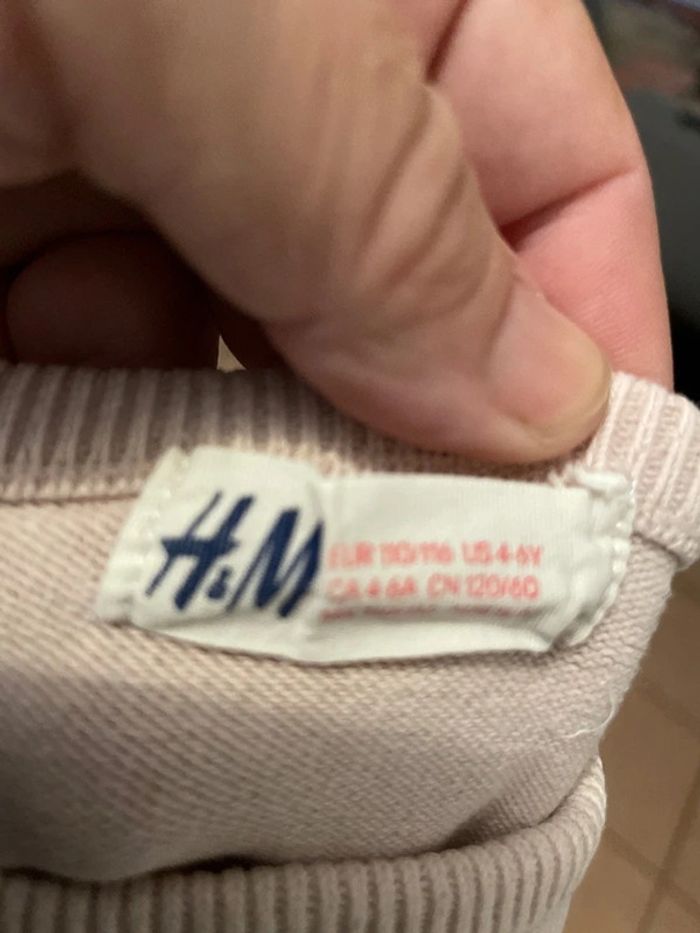 H&M
EUR 110/116 US 4-6Y
CA 4-6A CN 120/60